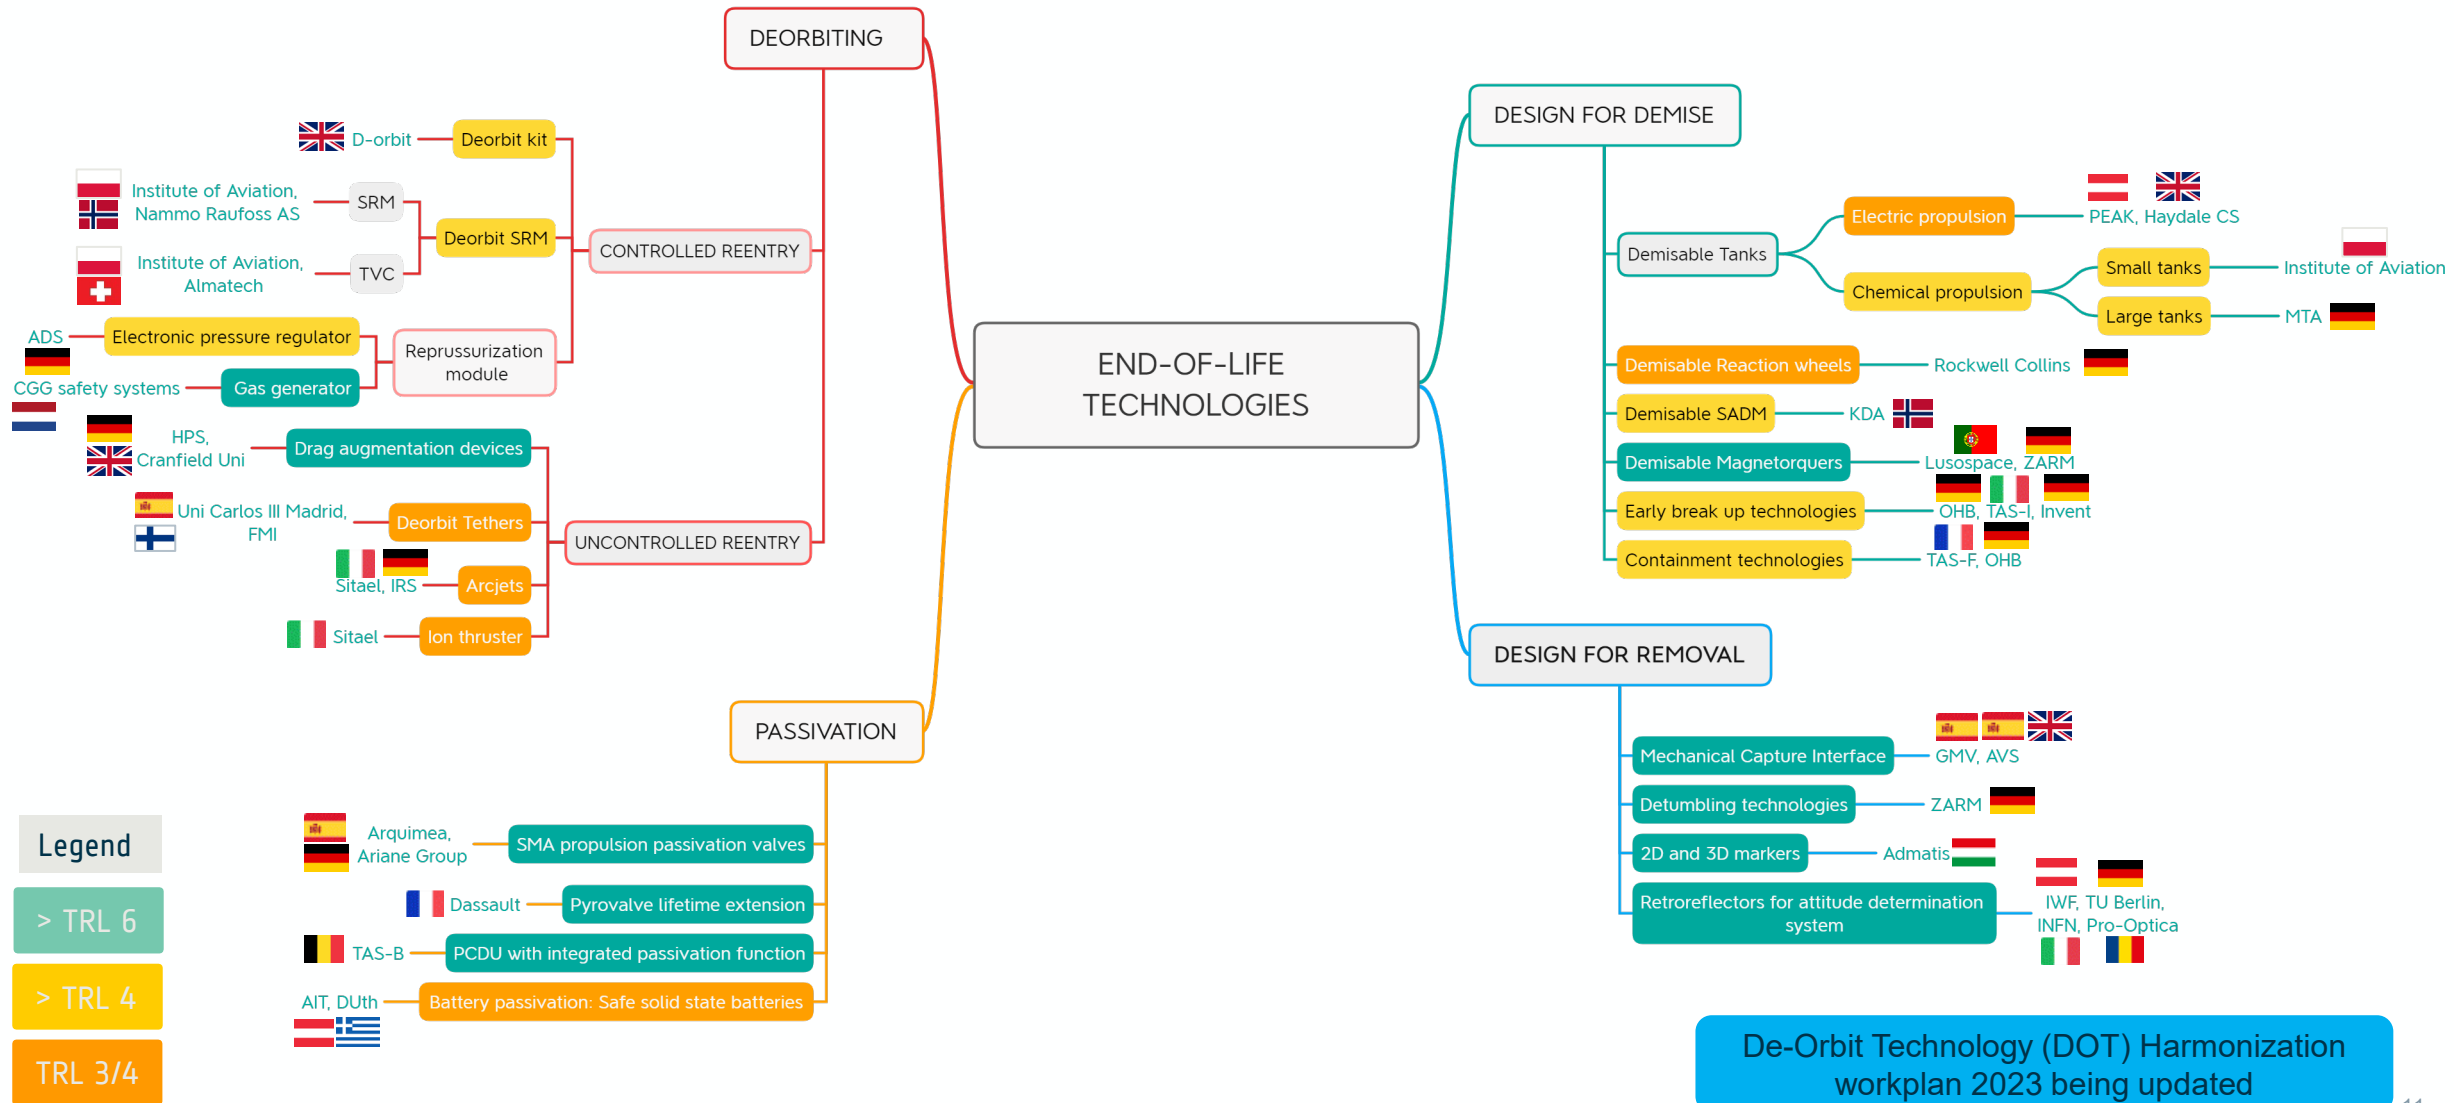 DEORBITING
D-orbit
Deorbit kit
Institute of Aviation,
Nammo Raufoss AS
SRM
Deorbit SRM
Institute of Aviation,
Almatech
TVC
CONTROLLED REENTRY
ADS
Electronic pressure regulator
Reprussurization
module
CGG safety systems
Gas generator
HPS,
Cranfield Uni
Drag augmentation devices
Uni Carlos III Madrid,
FMI
Deorbit Tethers
UNCONTROLLED REENTRY
Sitael, IRS
Arcjets
Sitael
Ion thruster
PASSIVATION
Arquimea,
Ariane Group
SMA propulsion passivation valves
Dassault
Pyrovalve lifetime extension
TAS-B
PCDU with integrated passivation function
AIT, DUth
Battery passivation: Safe solid state batteries
Legend
> TRL 6
> TRL 4
TRL 3/4
END-OF-LIFE
TECHNOLOGIES
DESIGN FOR DEMISE
Demisable Tanks
Electric propulsion
PEAK, Haydale CS
Chemical propulsion
Small tanks
Institute of Aviation
Large tanks
MTA
Demisable Reaction wheels
Rockwell Collins
Demisable SADM
KDA
Demisable Magnetorquers
Lusospace, ZARM
Early break up technologies
OHB, TAS-I, Invent
Containment technologies
TAS-F, OHB
DESIGN FOR REMOVAL
Mechanical Capture Interface
GMV, AVS
Detumbling technologies
ZARM
2D and 3D markers
Admatis
Retroreflectors for attitude determination
system
IWF, TU Berlin,
INFN, Pro-Optica
De-Orbit Technology (DOT) Harmonization
workplan 2023 being updated